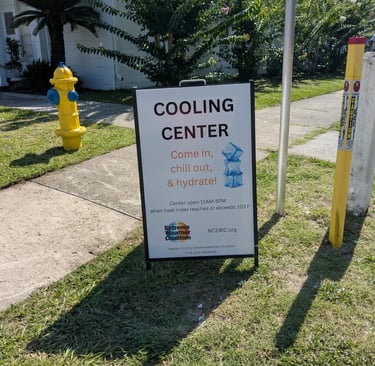 COOLING
CENTER
Come in,
chill out,
& hydrate!
Center open 11AM-5PM
when heat index reaches or exceeds 103 F
Extreme
Weather
Coalition
NCEWC.org